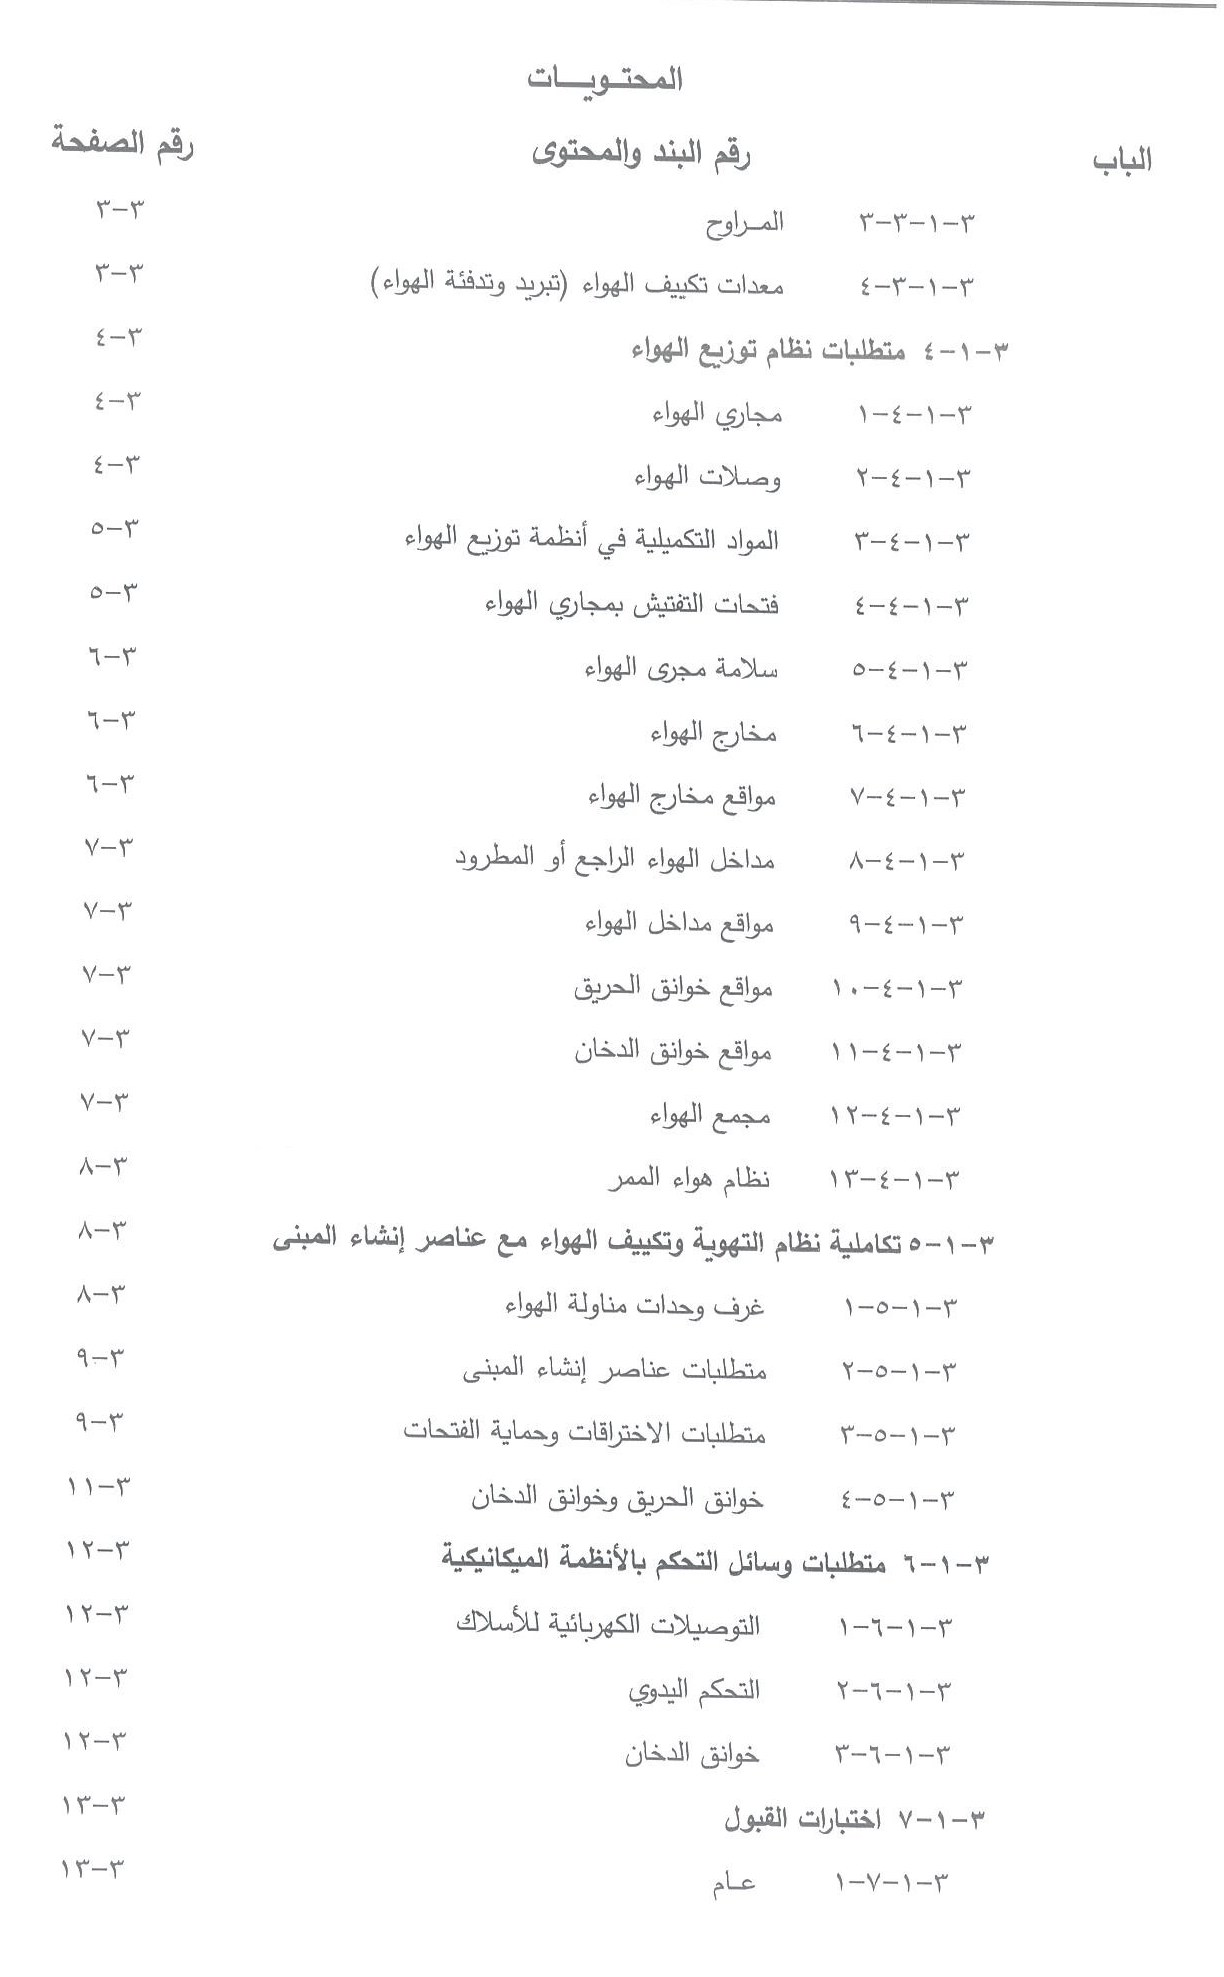 المحتويات
الباب رقم البند والمحتوى رقم الصفحة
٣-١-٣-٣ المراوح ٣-٣
٣-١-٣-٤ معدات تكييف الهواء (تبريد وتدفئة الهواء) ٣-٣
٣-١-٤ متطلبات نظام توزيع الهواء ٣-٤
٣-١-٤-١ مجاري الهواء ٣-٤
٣-١-٤-٢ وصلات الهواء ٣-٤
٣-١-٤-٣ المواد التكميلية في أنظمة توزيع الهواء ٣-٥
٣-١-٤-٤ فتحات التفتيش بمجاري الهواء ٣-٥
٣-١-٤-٥ سلامة مجرى الهواء ٣-٦
٣-١-٤-٦ مخارج الهواء ٣-٦
٣-١-٤-٧ مواقع مخارج الهواء ٣-٦
٣-١-٤-٨ مداخل الهواء الراجع أو المطرود ٣-٧
٣-١-٤-٩ مواقع مداخل الهواء ٣-٧
٣-١-٤-١٠ مواقع خوانق الحريق ٣-٧
٣-١-٤-١١ مواقع خوانق الدخان ٣-٧
٣-١-٤-١٢ مجمع الهواء ٣-٧
٣-١-٤-١٣ نظام هواء الممر ٣-٨
٣-١-٥ تكاملية نظام التهوية وتكييف الهواء مع عناصر إنشاء المبنى ٣-٨
٣-١-٥-١ غرف وحدات مناولة الهواء ٣-٨
٣-١-٥-٢ متطلبات عناصر إنشاء المبنى ٣-٩
٣-١-٥-٣ متطلبات الاختراقات وحماية الفتحات ٣-٩
٣-١-٥-٤ خوانق الحريق وخوانق الدخان ٣-١١
٣-١-٦ متطلبات وسائل التحكم بالأنظمة الميكانيكية ٣-١٢
٣-١-٦-١ التوصيلات الكهربائية للأسلاك ٣-١٢
٣-١-٦-٢ التحكم اليدوي ٣-١٢
٣-١-٦-٣ خوانق الدخان ٣-١٢
٣-١-٧ اختبارات القبول ٣-١٣
٣-١-٧-١ عام ٣-١٣